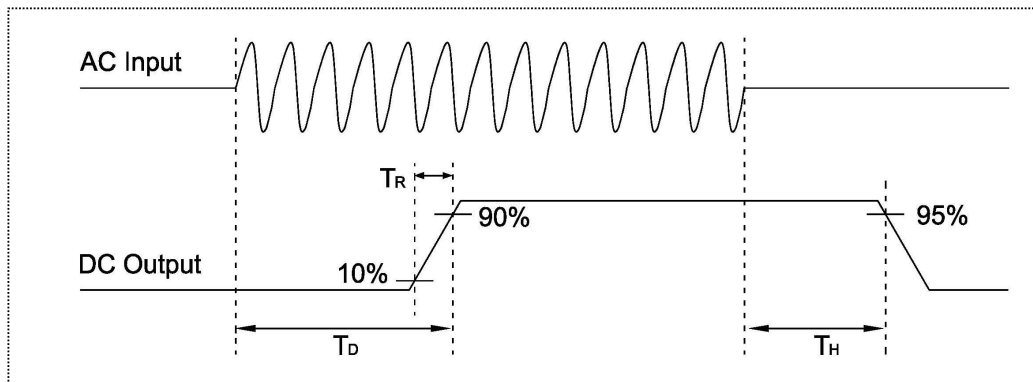 AC Input
TR
90%
95%
DC Output
10%
TD
TH